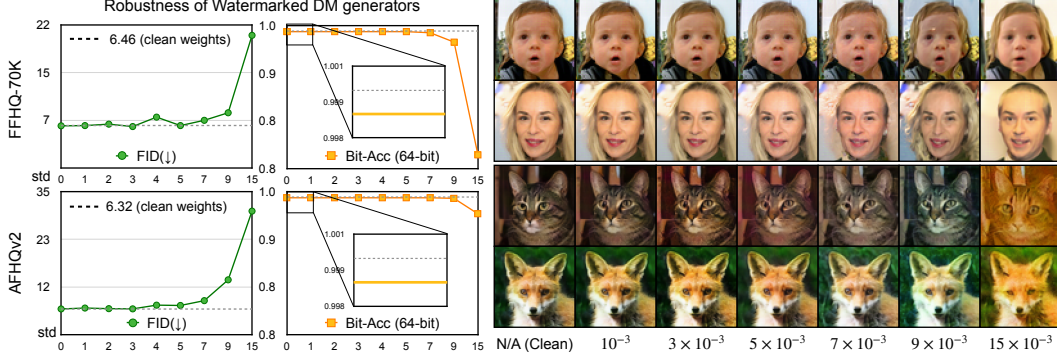 Robustness of Watermarked DM generators
FFHQ-70K
22
15
7
6.46 (clean weights)
FID(↓)
std
0 1 2 3 4 5 7 9 15
1.0
0.9
0.8
0.8
1.001
0.999
0.998
Bit-Acc (64-bit)
0 1 2 3 4 5 7 9 15
AFHQv2
35
23
12
6.32 (clean weights)
FID(↓)
std
0 1 2 3 4 5 7 9 15
1.0
0.9
0.8
0.8
1.001
0.999
0.998
Bit-Acc (64-bit)
0 1 2 3 4 5 7 9 15
N/A (Clean) 10⁻³ 3 × 10⁻³ 5 × 10⁻³ 7 × 10⁻³ 9 × 10⁻³ 15 × 10⁻³